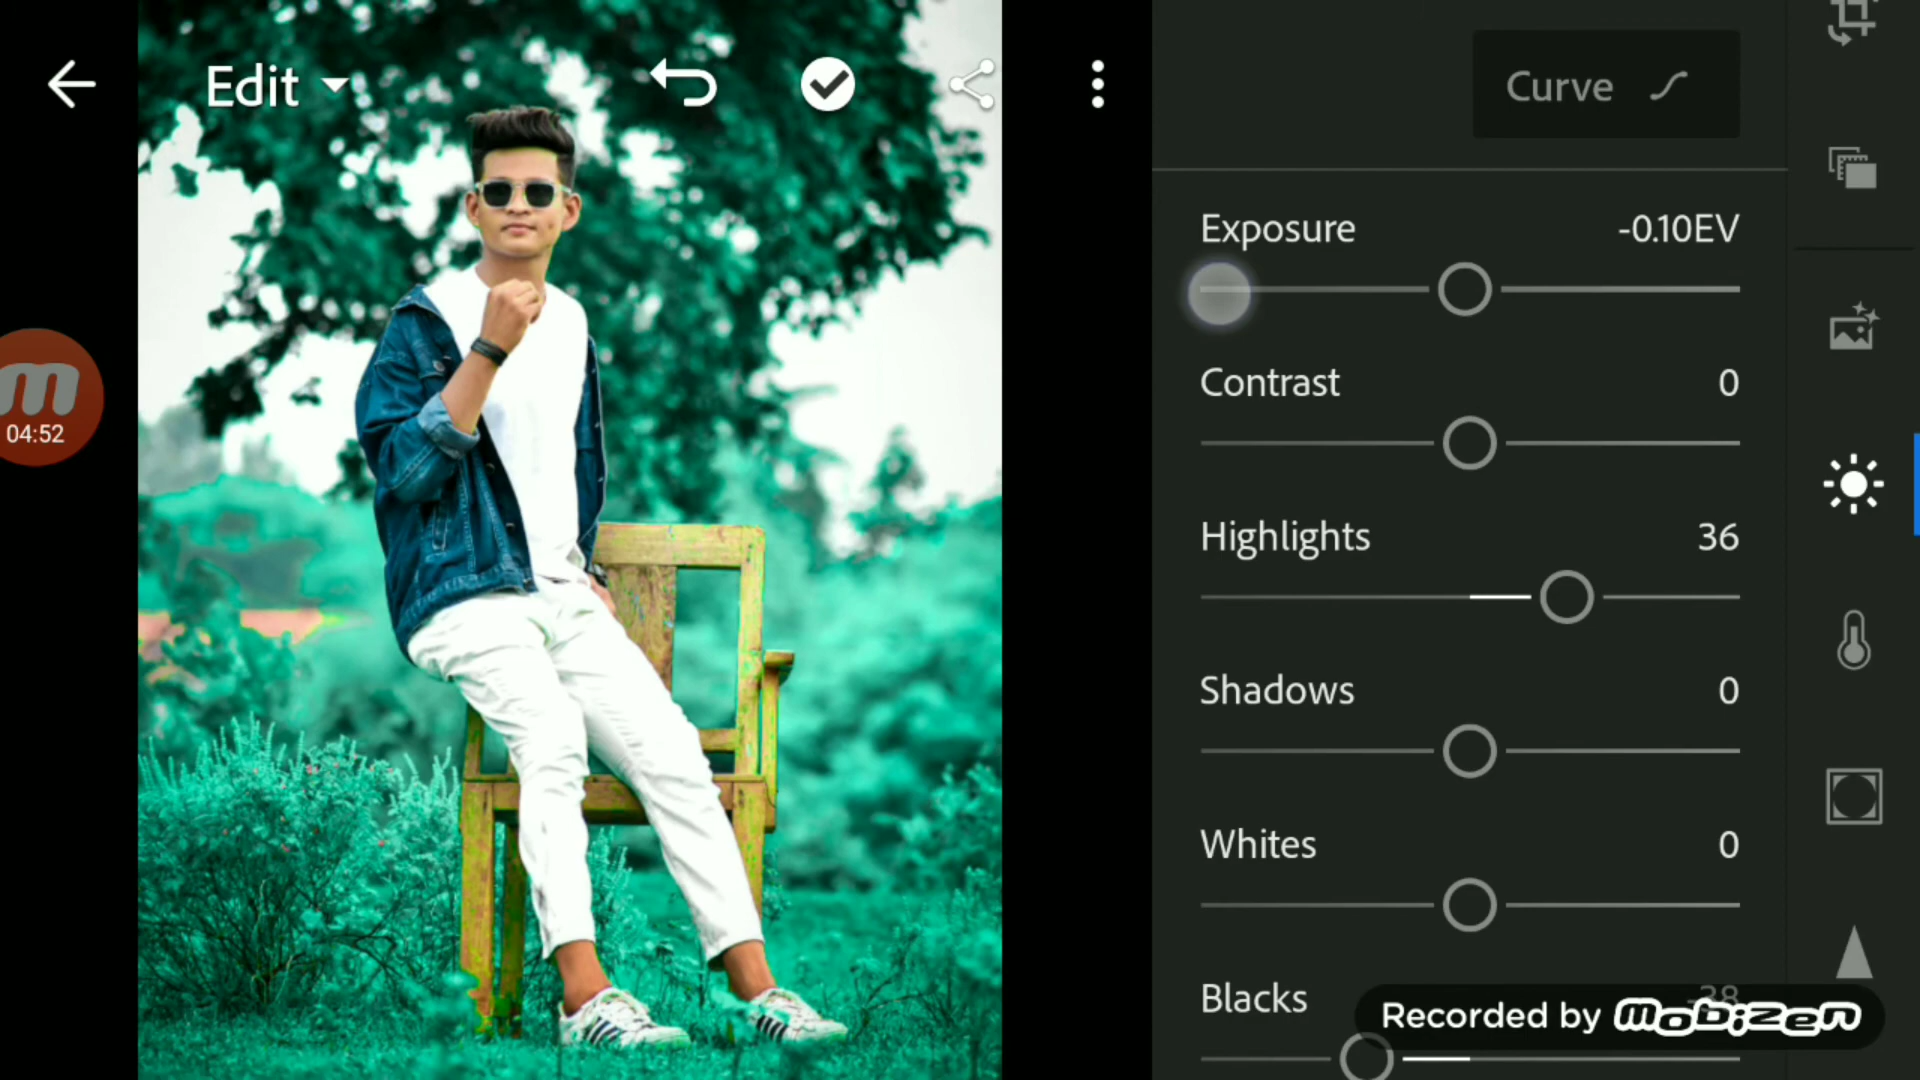 Edit
Curve
Exposure -0.10EV
Contrast 0
Highlights 36
Shadows 0
Whites 0
Blacks -38
Recorded by mobizen
04:52